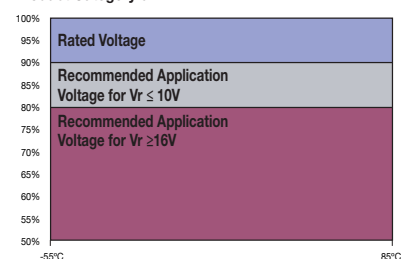 100%
95%
90%
85%
80%
75%
70%
65%
60%
55%
50%
Rated Voltage
Recommended Application
Voltage for Vr ≤ 10V
Recommended Application
Voltage for Vr ≥16V
-55ºC
85ºC